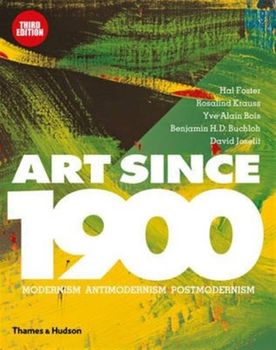 THIRD
EDITION
Hal Foster
Rosalind Krauss
Yve-Alain Bois
Benjamin H. D. Buchloh
David Joselit
ART SINCE
1900
MODERNISM ANTIMODERNISM POSTMODERNISM
Thames & Hudson